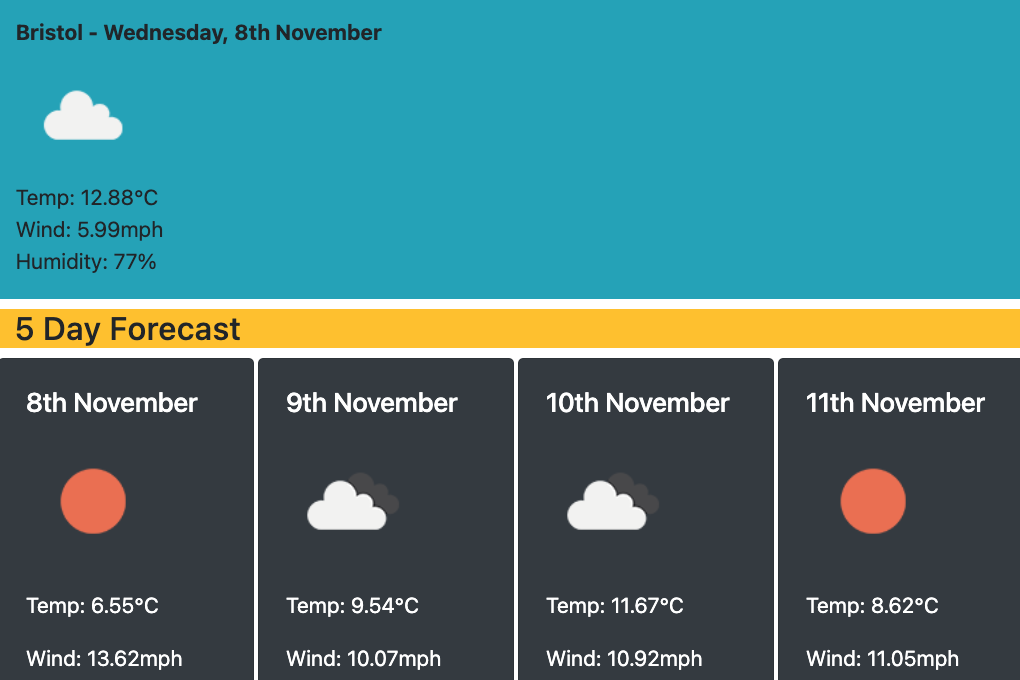 Bristol - Wednesday, 8th November
Temp: 12.88°C
Wind: 5.99mph
Humidity: 77%
5 Day Forecast
8th November
Temp: 6.55°C
Wind: 13.62mph
9th November
Temp: 9.54°C
Wind: 10.07mph
10th November
Temp: 11.67°C
Wind: 10.92mph
11th November
Temp: 8.62°C
Wind: 11.05mph